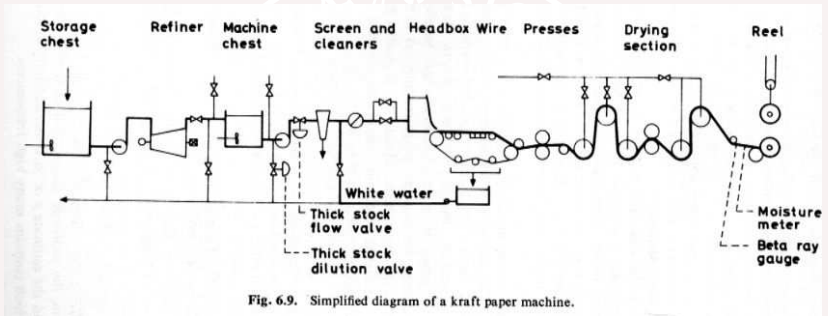 Storage
chest
Refiner
Machine
chest
Screen and
cleaners
Headbox Wire
Presses
Drying
section
Reel
White water
Thick stock
flow valve
Thick stock
dilution valve
Moisture
meter
Beta ray
gauge
Fig. 6.9. Simplified diagram of a kraft paper machine.